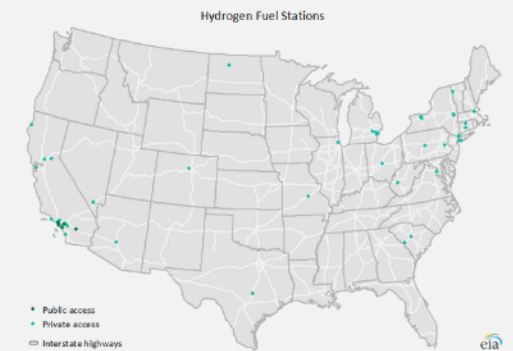 Hydrogen Fuel Stations
Public access
Private access
Interstate highways
eia